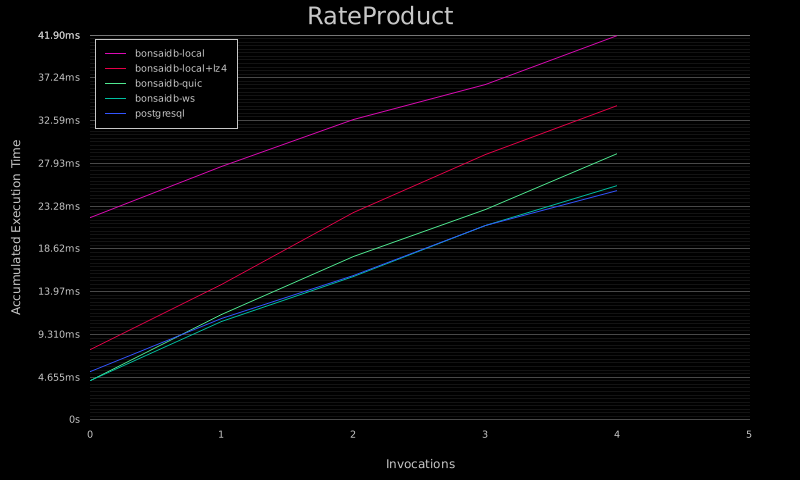 RateProduct
41.90ms
37.24ms
32.59ms
27.93ms
23.28ms
18.62ms
13.97ms
9.310ms
4.655ms
0s
Accumulated Execution Time
bonsaidb-local
bonsaidb-local+lz4
bonsaidb-quic
bonsaidb-ws
postgresql
0 1 2 3 4 5
Invocations